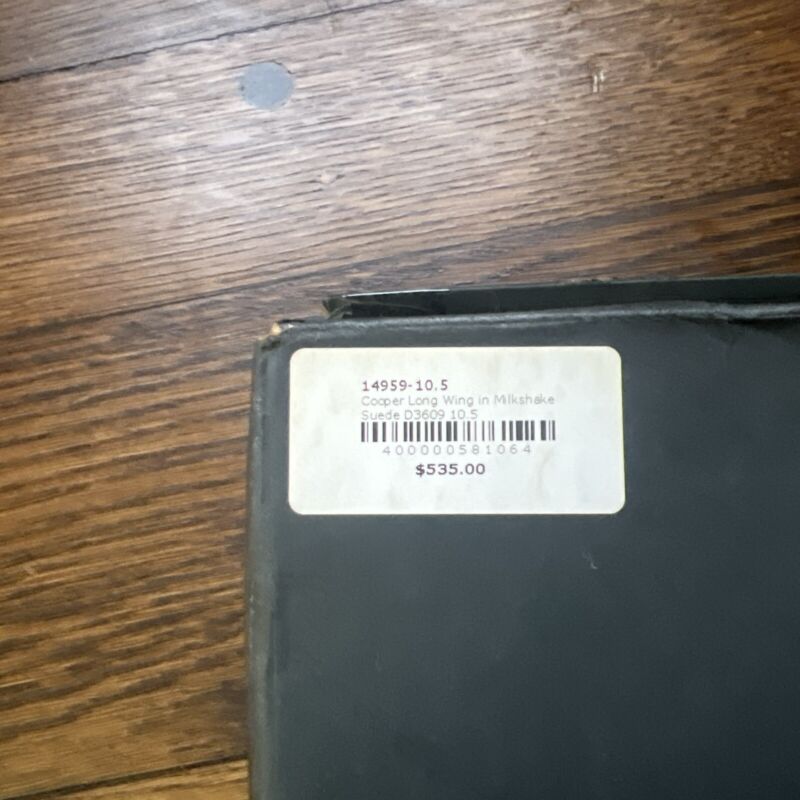 14959-10.5
Cooper Long Wing in Milkshake
Suede D3609 10.5
400000581064
$535.00